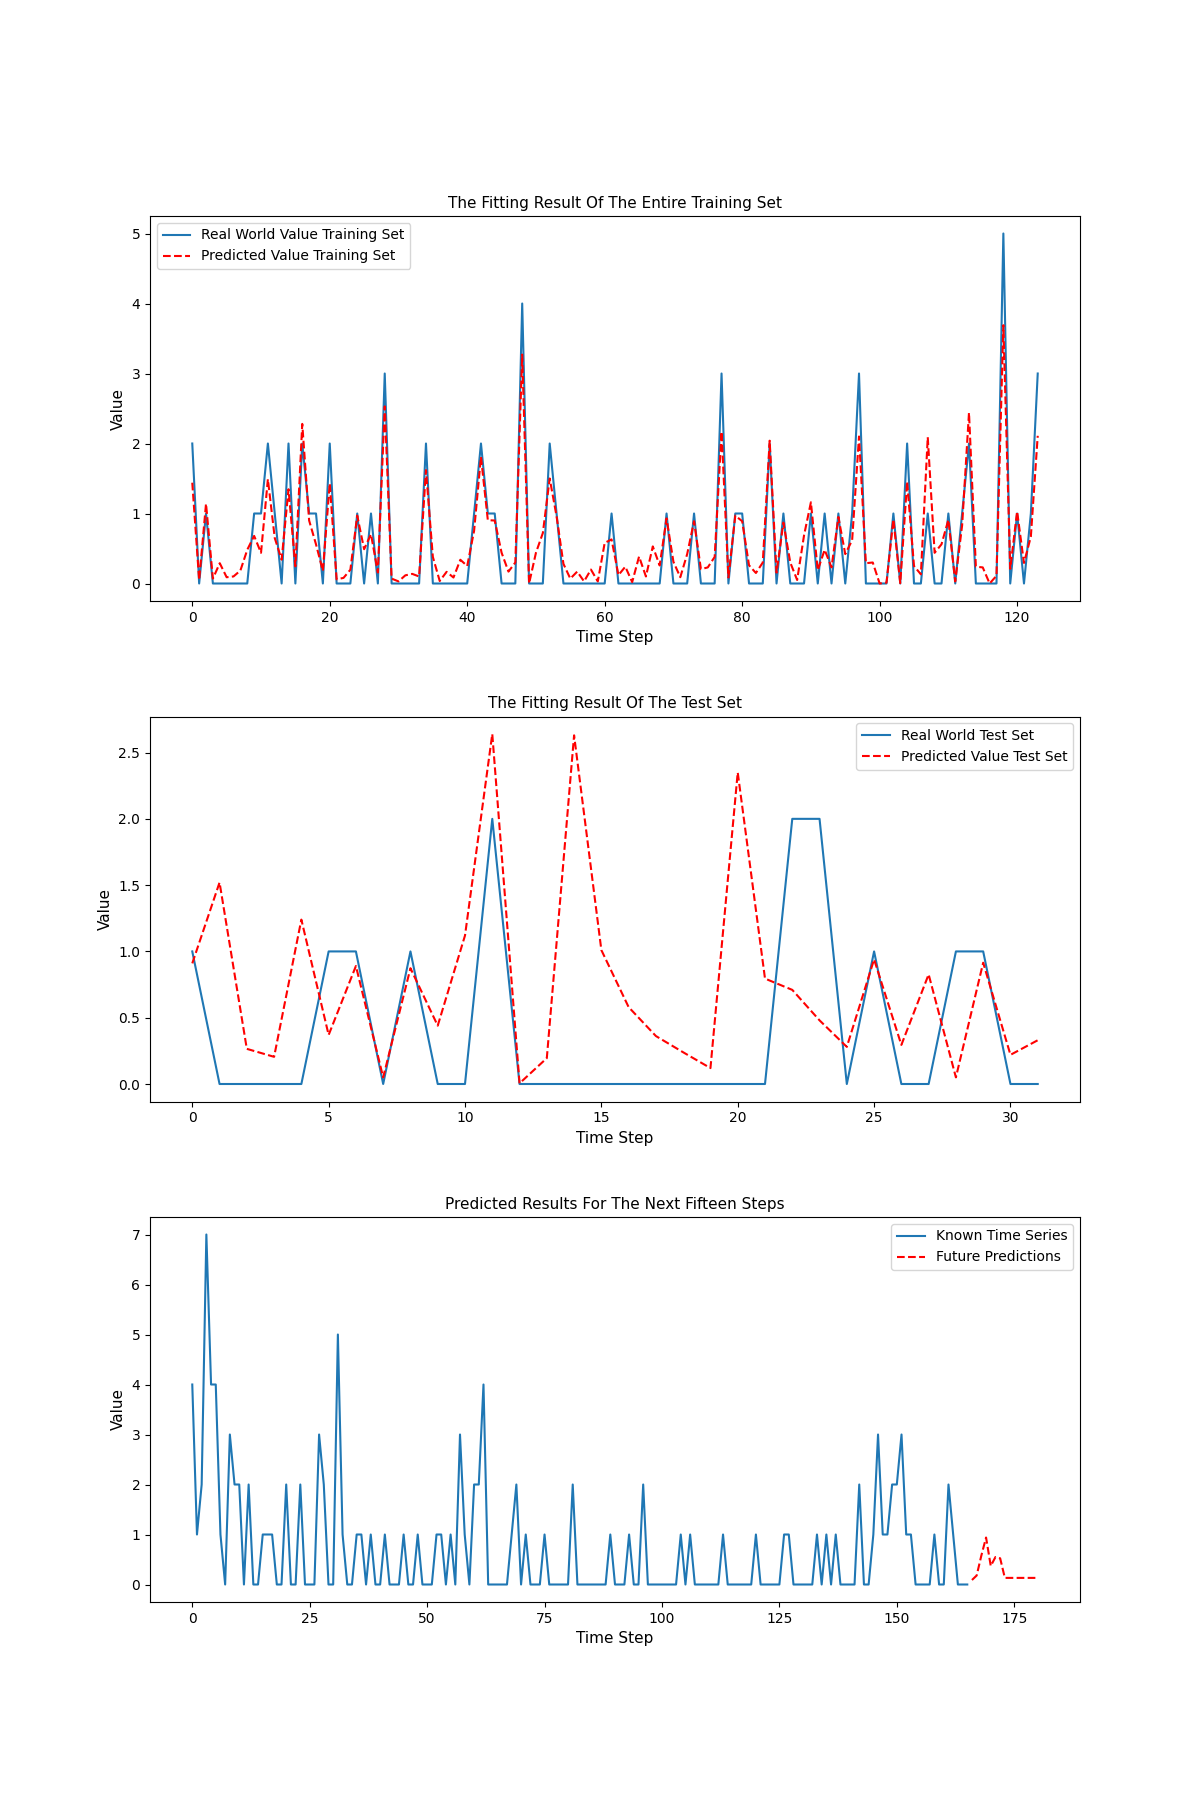 The Fitting Result Of The Entire Training Set
Real World Value Training Set
Predicted Value Training Set
Value
5
4
3
2
1
0
0 20 40 60 80 100 120
Time Step
The Fitting Result Of The Test Set
Real World Test Set
Predicted Value Test Set
Value
2.5
2.0
1.5
1.0
0.5
0.0
0 5 10 15 20 25 30
Time Step
Predicted Results For The Next Fifteen Steps
Known Time Series
Future Predictions
Value
7
6
5
4
3
2
1
0
0 25 50 75 100 125 150 175
Time Step